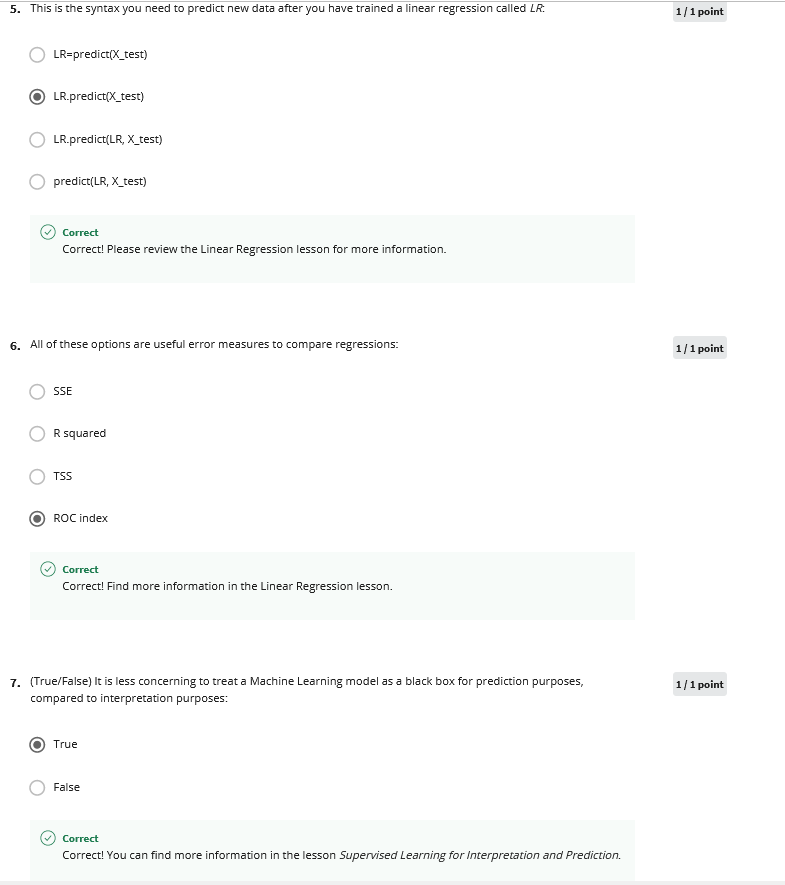 5. This is the syntax you need to predict new data after you have trained a linear regression called LR:
1 / 1 point
LR=predict(X_test)
LR.predict(X_test)
LR.predict(LR, X_test)
predict(LR, X_test)
Correct
Correct! Please review the Linear Regression lesson for more information.
6. All of these options are useful error measures to compare regressions:
1 / 1 point
SSE
R squared
TSS
ROC index
Correct
Correct! Find more information in the Linear Regression lesson.
7. (True/False) It is less concerning to treat a Machine Learning model as a black box for prediction purposes,
compared to interpretation purposes:
1 / 1 point
True
False
Correct
Correct! You can find more information in the lesson Supervised Learning for Interpretation and Prediction.